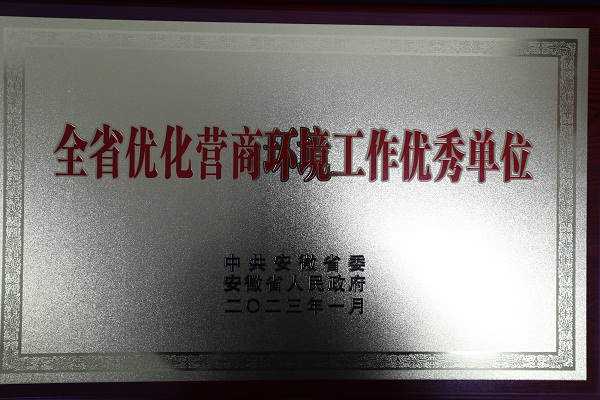 全省优化营商环境工作优秀单位
中共安徽省委
安徽省人民政府
二〇二三年一月